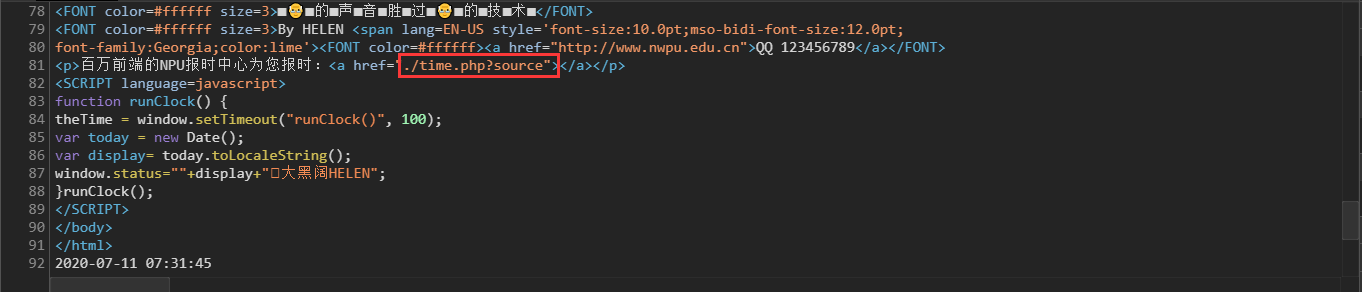 78 <FONT color=#ffffff size=3>■👴■的■声■音■胜■过■👴■的■技■术■</FONT>
79 <FONT color=#ffffff size=3>By HELEN <span lang=EN-US style='font-size:10.0pt;mso-bidi-font-size:12.0pt;
80 font-family:Georgia;color:lime'><FONT color=#ffffff><a href="http://www.nwpu.edu.cn">QQ 123456789</a></FONT>
81 <p>百万前端的NPU报时中心为您报时：<a href="./time.php?source"></a></p>
82 <SCRIPT language=javascript>
83 function runClock() {
84 theTime = window.setTimeout("runClock()", 100);
85 var today = new Date();
86 var display= today.toLocaleString();
87 window.status=""+display+"大黑阔HELEN";
88 }runClock();
89 </SCRIPT>
90 </body>
91 </html>
92 2020-07-11 07:31:45